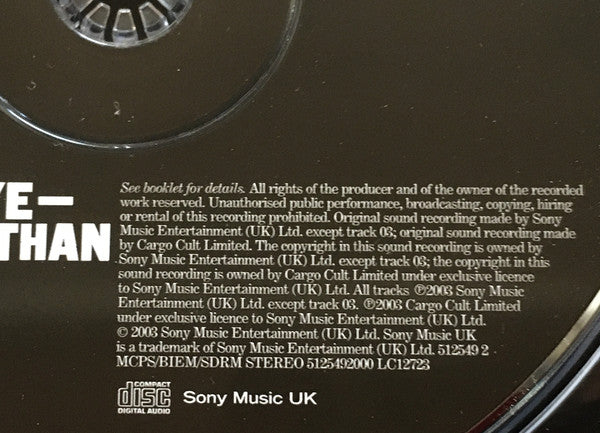 YE—
THAN
See booklet for details. All rights of the producer and of the owner of the recorded
work reserved. Unauthorised public performance, broadcasting, copying, hiring
or rental of this recording prohibited. Original sound recording made by Sony
Music Entertainment (UK) Ltd. except track 03; original sound recording made
by Cargo Cult Limited. The copyright in this sound recording is owned by
Sony Music Entertainment (UK) Ltd. except track 03; the copyright in this
sound recording is owned by Cargo Cult Limited under exclusive licence
to Sony Music Entertainment (UK) Ltd. All tracks ℗2003 Sony Music
Entertainment (UK) Ltd. except track 03. ℗2003 Cargo Cult Limited
under exclusive licence to Sony Music Entertainment (UK) Ltd.
© 2003 Sony Music Entertainment (UK) Ltd. Sony Music UK
is a trademark of Sony Music Entertainment (UK) Ltd. 512549 2
MCPS/BIEM/SDRM STEREO 5125492000 LC12723
COMPACT
disc
DIGITAL AUDIO
Sony Music UK